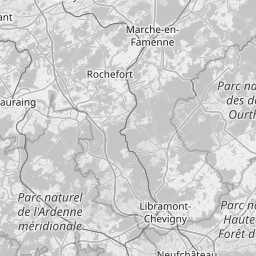 ant
Marche-en-
Famenne
Rochefort
Parc na
des de
Ourth
auraing
Parc naturel
de l'Ardenne
méridionale
Libramont-
Chevigny
Parc
Haute-
Forêt d
Neufchâteau